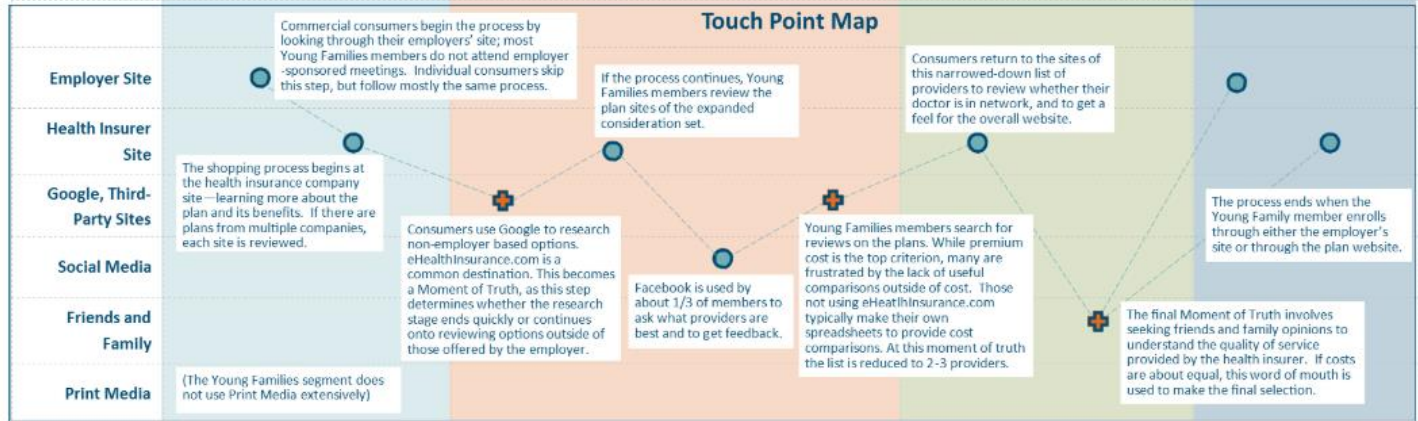 Touch Point Map
Commercial consumers begin the process by
looking through their employers' site; most
Young Families members do not attend employer
-sponsored meetings. Individual consumers skip
this step, but follow mostly the same process.
Employer Site
If the process continues, Young
Families members review the
plan sites of the expanded
consideration set.
Consumers return to the sites of
this narrowed-down list of
providers to review whether their
doctor is in network, and to get a
feel for the overall website.
Health Insurer
Site
The shopping process begins at
the health insurance company
site—learning more about the
plan and its benefits. If there are
plans from multiple companies,
each site is reviewed.
Google, Third-
Party Sites
Consumers use Google to research
non-employer based options.
eHealthInsurance.com is a
common destination. This becomes
a Moment of Truth, as this step
determines whether the research
stage ends quickly or continues
onto reviewing options outside of
those offered by the employer.
Young Families members search for
reviews on the plans. While premium
cost is the top criterion, many are
frustrated by the lack of useful
comparisons outside of cost. Those
not using eHeatlhInsurance.com
typically make their own
spreadsheets to provide cost
comparisons. At this moment of truth
the list is reduced to 2-3 providers.
The process ends when the
Young Family member enrolls
through either the employer's
site or through the plan website.
Social Media
Facebook is used by
about 1/3 of members to
ask what providers are
best and to get feedback.
Friends and
Family
The final Moment of Truth involves
seeking friends and family opinions to
understand the quality of service
provided by the health insurer. If costs
are about equal, this word of mouth is
used to make the final selection.
Print Media
(The Young Families segment does
not use Print Media extensively)